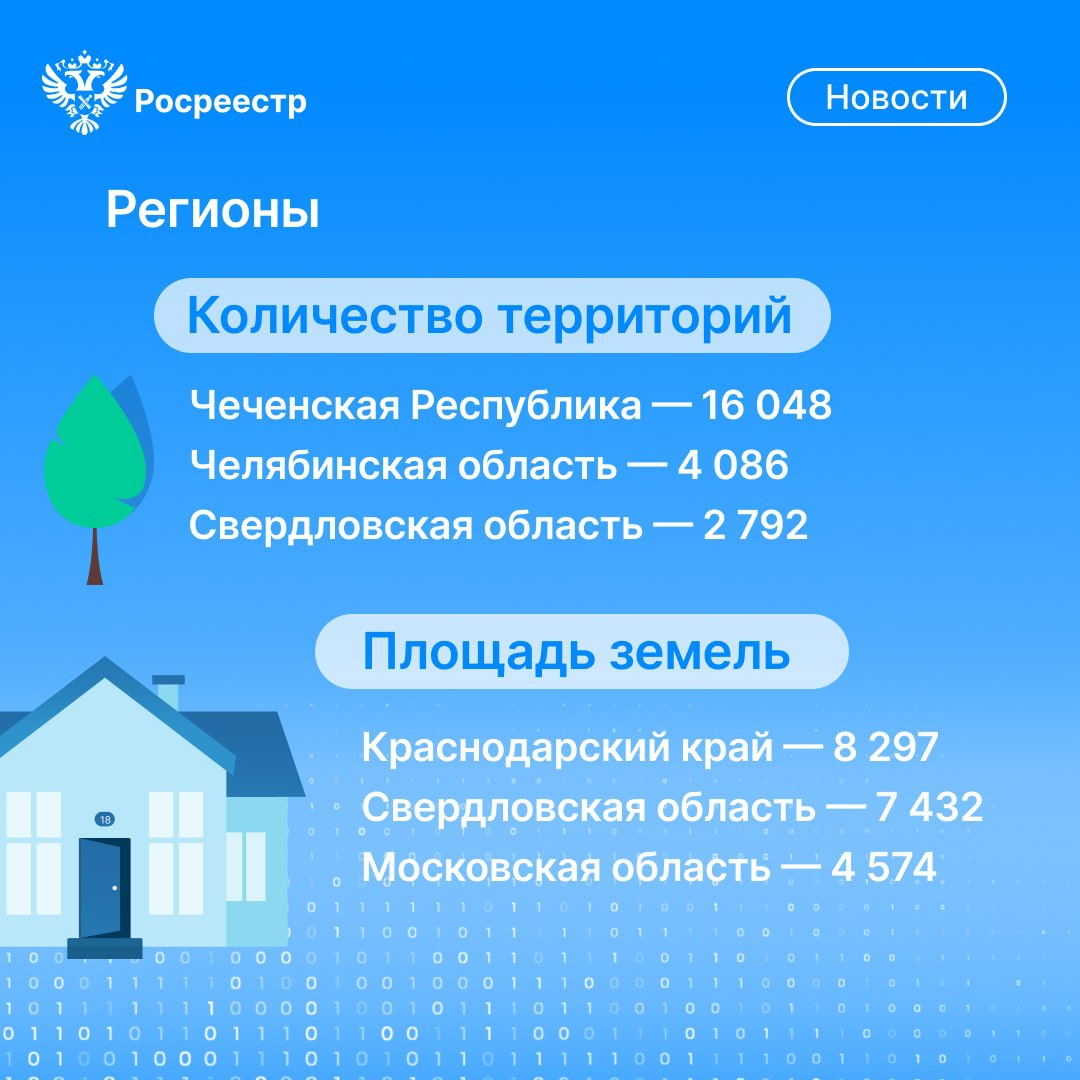 Росреестр
Новости
Регионы
Количество территорий
Чеченская Республика — 16 048
Челябинская область — 4 086
Свердловская область — 2 792
Площадь земель
Краснодарский край — 8 297
Свердловская область — 7 432
Московская область — 4 574
18